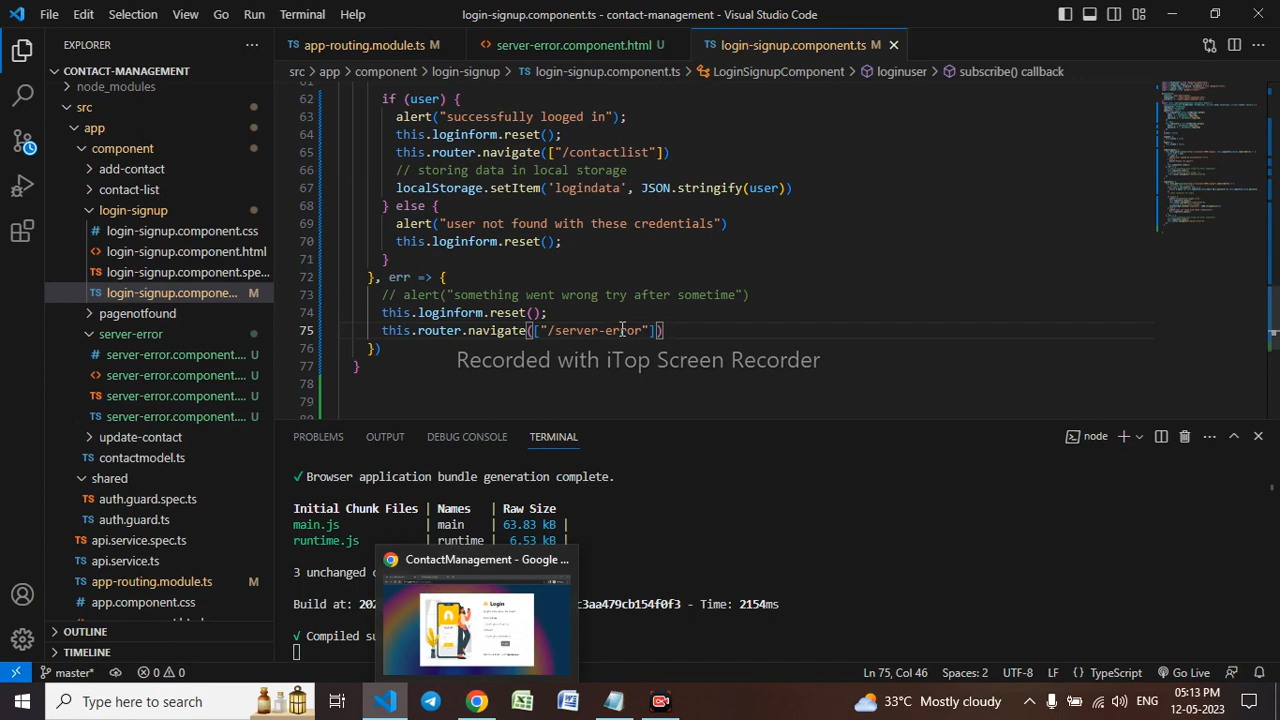 File Edit Selection View Go Run Terminal Help
login-signup.component.ts - contact-management - Visual Studio Code
EXPLORER
app-routing.module.ts M
server-error.component.html U
login-signup.component.ts M
CONTACT-MANAGEMENT
src > app > component > login-signup > TS login-signup.component.ts > LoginSignupComponent > loginuser > subscribe() callback
node_modules
src
app
component
add-contact
contact-list
login-signup
login-signup.component.css
login-signup.component.html
login-signup.component.spe...
TS login-signup.compone... M
pagenotfound
server-error
server-error.component.... U
server-error.component.... U
TS server-error.component.... U
TS server-error.component.... U
update-contact
TS contactmodel.ts
shared
TS auth.guard.spec.ts
TS auth.guard.ts
TS api.service.spec.ts
TS api.service.ts
TS app-routing.module.ts M
app.component.css
OUTLINE
TIMELINE
62 if (user) {
63 alert("successfully logged in");
64 this.loginform.reset();
65 this.router.navigate(["/contactlist"])
66 // storing data in local storage
67 localStorage.setItem('logindata', JSON.stringify(user))
68 } else {
69 alert("user not found with these credentials")
70 this.loginform.reset();
71 }
72 }, err => {
73 // alert("something went wrong try after sometime")
74 this.loginform.reset();
75 this.router.navigate(["/server-error"])
76 })
77 }
78
79
Recorded with iTop Screen Recorder
PROBLEMS OUTPUT DEBUG CONSOLE TERMINAL
node
✓ Browser application bundle generation complete.
Initial Chunk Files | Names | Raw Size
main.js | main | 63.83 kB |
runtime.js | runtime | 6.53 kB |
3 unchanged
ContactManagement - Google ...
Login
Build at: 202
3aa479cb154f0f3 - Time: 2154ms
✓ Compiled su
master*
0 0
Ln 75, Col 46 Spaces: 2 UTF-8 LF {} TypeScript Go Live
Type here to search
33°C Mostly cloudy
ENG
05:13 PM
12-05-2023